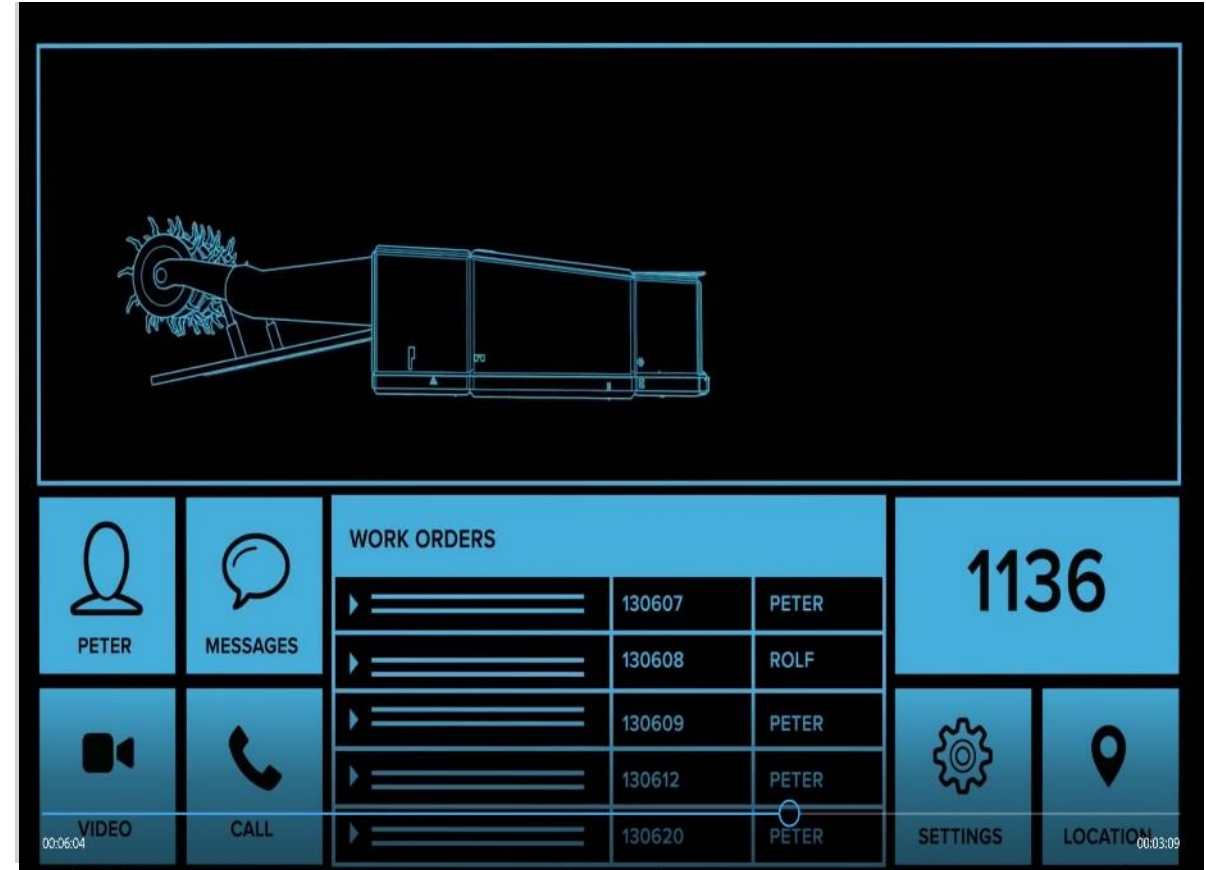 WORK ORDERS
1136
130607 PETER
PETER
MESSAGES
130608 ROLF
130609 PETER
130612 PETER
VIDEO
CALL
130620 PETER
SETTINGS
LOCATION
00:06:04
00:03:09